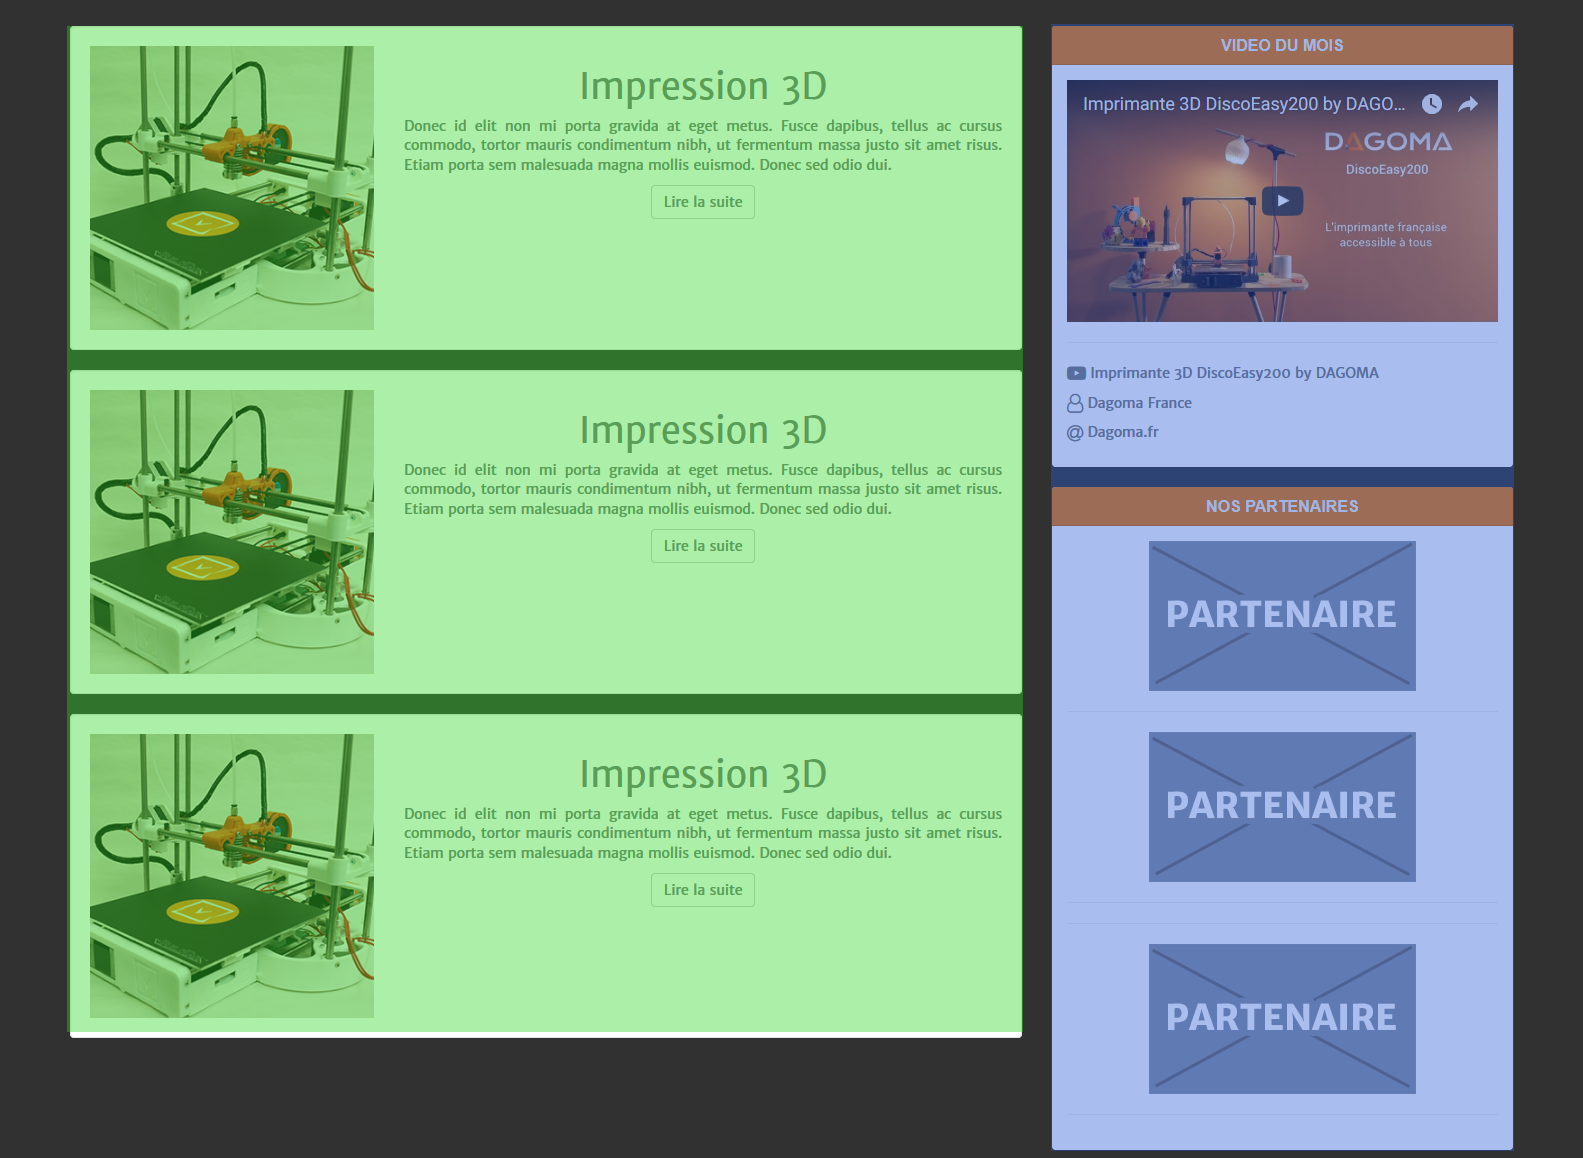 Impression 3D
Donec id elit non mi porta gravida at eget metus. Fusce dapibus, tellus ac cursus
commodo, tortor mauris condimentum nibh, ut fermentum massa justo sit amet risus.
Etiam porta sem malesuada magna mollis euismod. Donec sed odio dui.
Lire la suite
Impression 3D
Donec id elit non mi porta gravida at eget metus. Fusce dapibus, tellus ac cursus
commodo, tortor mauris condimentum nibh, ut fermentum massa justo sit amet risus.
Etiam porta sem malesuada magna mollis euismod. Donec sed odio dui.
Lire la suite
Impression 3D
Donec id elit non mi porta gravida at eget metus. Fusce dapibus, tellus ac cursus
commodo, tortor mauris condimentum nibh, ut fermentum massa justo sit amet risus.
Etiam porta sem malesuada magna mollis euismod. Donec sed odio dui.
Lire la suite
VIDEO DU MOIS
Imprimante 3D DiscoEasy200 by DAGO...
DAGOMA
DiscoEasy200
L'imprimante française
accessible à tous
Imprimante 3D DiscoEasy200 by DAGOMA
Dagoma France
@ Dagoma.fr
NOS PARTENAIRES
PARTENAIRE
PARTENAIRE
PARTENAIRE